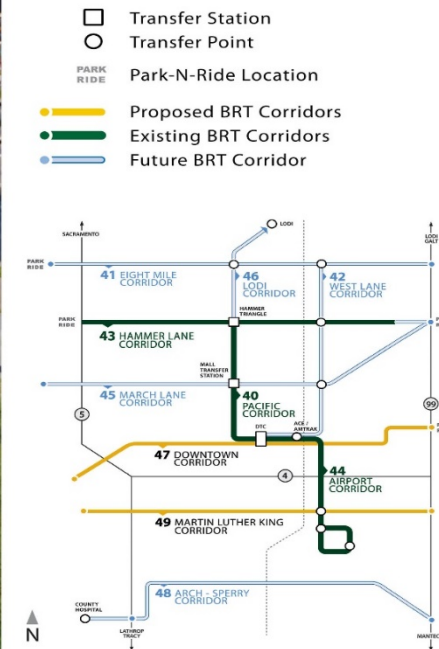 Transfer Station
Transfer Point
PARK
RIDE
Park-N-Ride Location
Proposed BRT Corridors
Existing BRT Corridors
Future BRT Corridor
LODI
SACRAMENTO
LODI
GALT
PARK
RIDE
41 EIGHT MILE
CORRIDOR
46
LODI
CORRIDOR
42
WEST LANE
CORRIDOR
HAMMER
TRIANGLE
PARK
RIDE
43 HAMMER LANE
CORRIDOR
MALL
TRANSFER
STATION
45 MARCH LANE
CORRIDOR
40
PACIFIC
CORRIDOR
5
99
DTC
ACE /
AMTRAK
47 DOWNTOWN
CORRIDOR
44
AIRPORT
CORRIDOR
4
49 MARTIN LUTHER KING
CORRIDOR
48 ARCH - SPERRY
CORRIDOR
COUNTY
HOSPITAL
N
LATHROP
TRACY